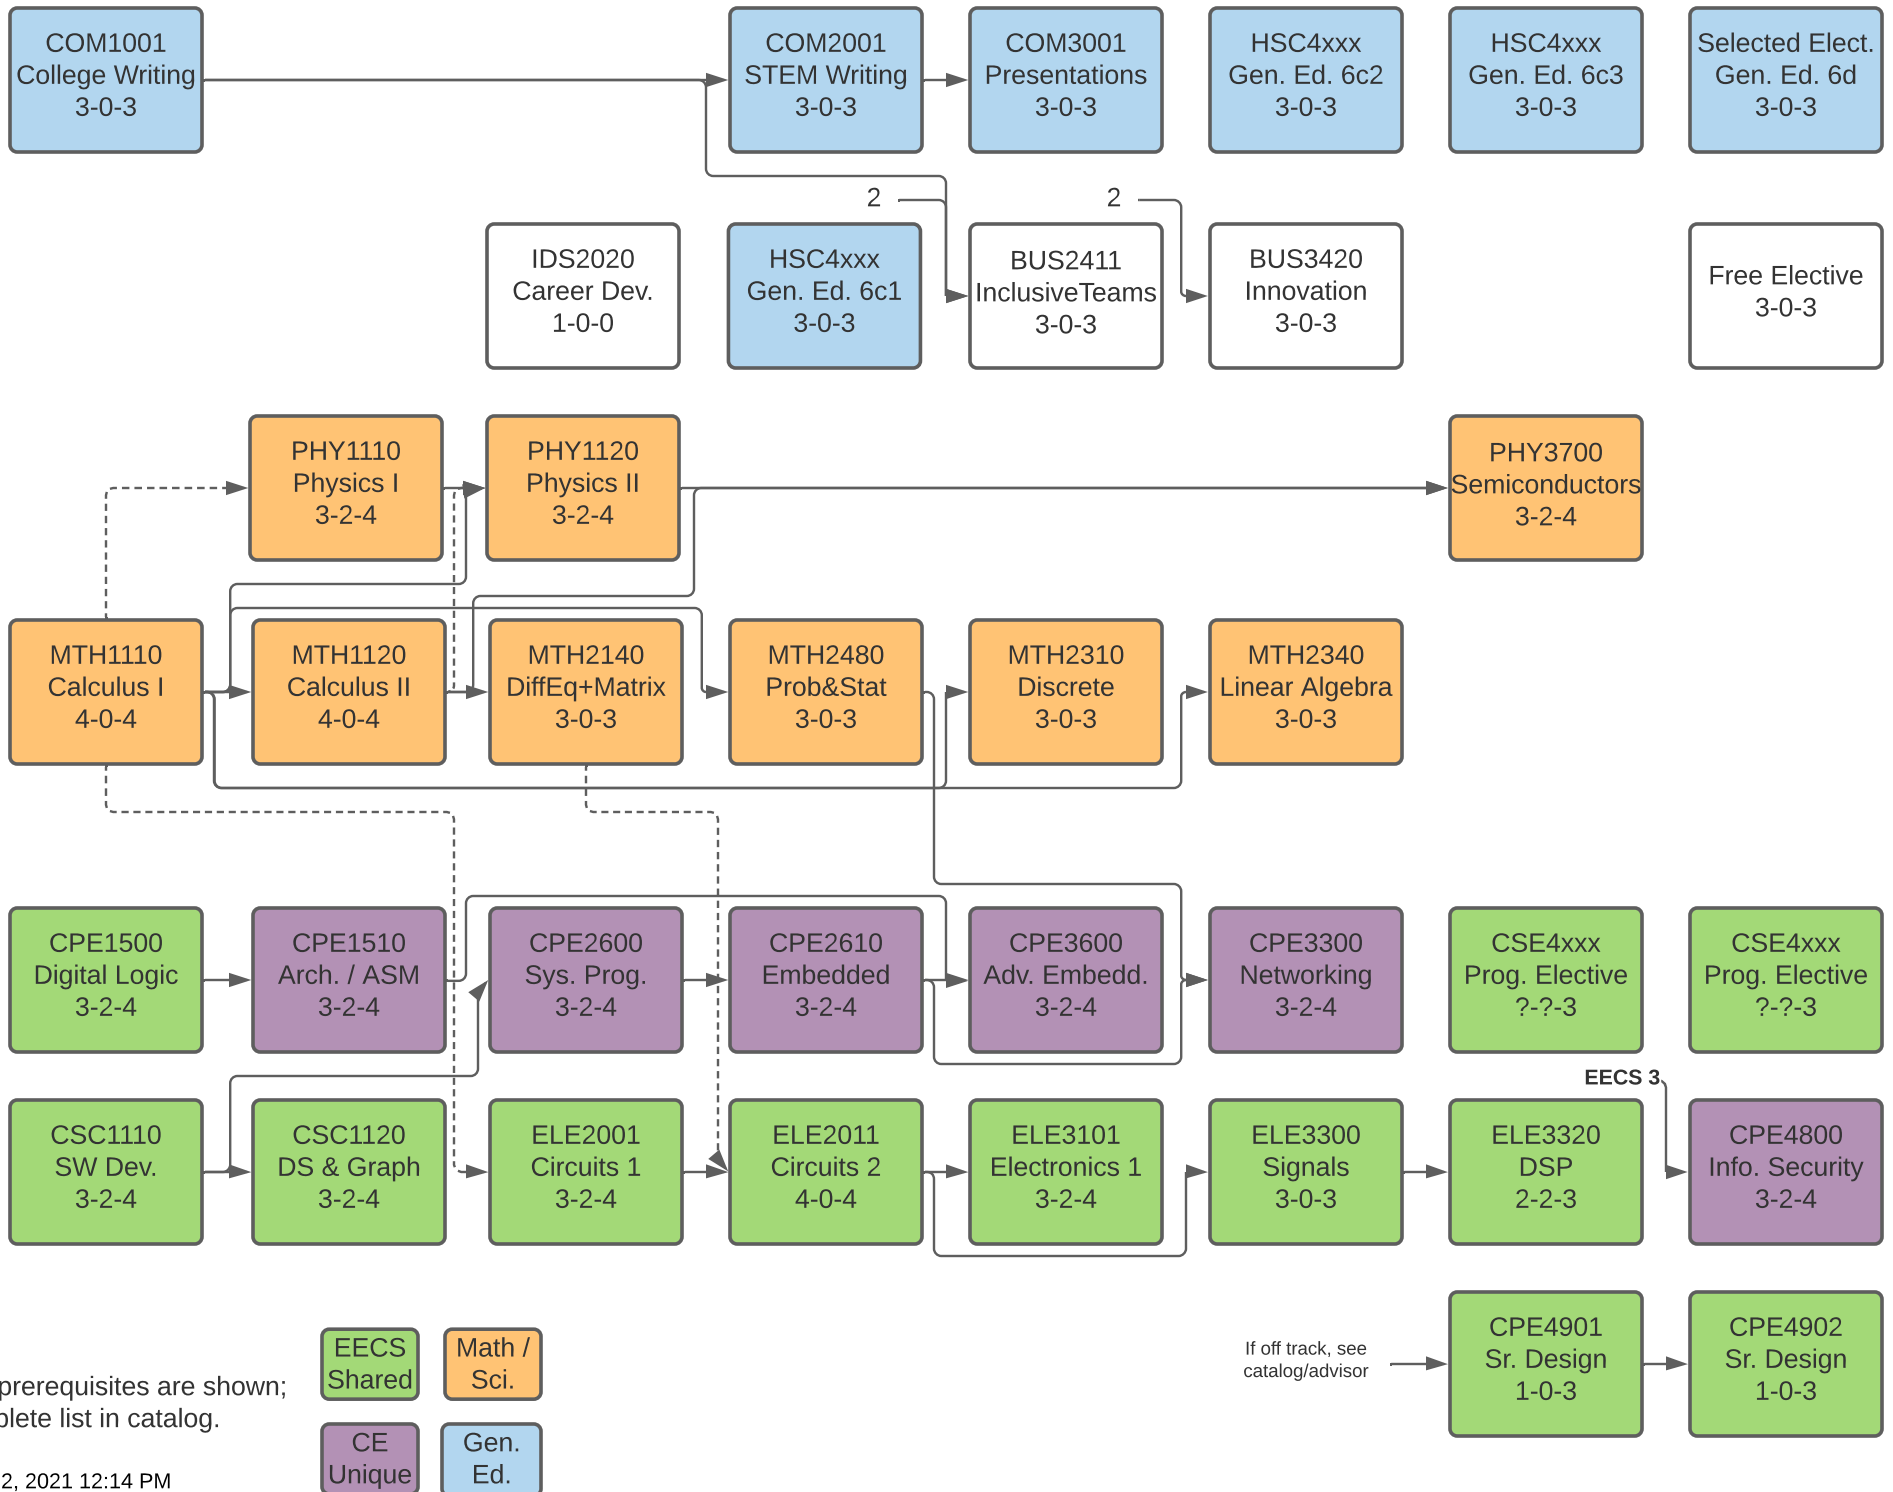 COM1001
College Writing
3-0-3
COM2001
STEM Writing
3-0-3
COM3001
Presentations
3-0-3
HSC4xxx
Gen. Ed. 6c2
3-0-3
HSC4xxx
Gen. Ed. 6c3
3-0-3
Selected Elect.
Gen. Ed. 6d
3-0-3
2
2
IDS2020
Career Dev.
1-0-0
HSC4xxx
Gen. Ed. 6c1
3-0-3
BUS2411
InclusiveTeams
3-0-3
BUS3420
Innovation
3-0-3
Free Elective
3-0-3
PHY1110
Physics I
3-2-4
PHY1120
Physics II
3-2-4
PHY3700
Semiconductors
3-2-4
MTH1110
Calculus I
4-0-4
MTH1120
Calculus II
4-0-4
MTH2140
DiffEq+Matrix
3-0-3
MTH2480
Prob&Stat
3-0-3
MTH2310
Discrete
3-0-3
MTH2340
Linear Algebra
3-0-3
CPE1500
Digital Logic
3-2-4
CPE1510
Arch. / ASM
3-2-4
CPE2600
Sys. Prog.
3-2-4
CPE2610
Embedded
3-2-4
CPE3600
Adv. Embedd.
3-2-4
CPE3300
Networking
3-2-4
CSE4xxx
Prog. Elective
?-?-3
CSE4xxx
Prog. Elective
?-?-3
EECS 3
CSC1110
SW Dev.
3-2-4
CSC1120
DS & Graph
3-2-4
ELE2001
Circuits 1
3-2-4
ELE2011
Circuits 2
4-0-4
ELE3101
Electronics 1
3-2-4
ELE3300
Signals
3-0-3
ELE3320
DSP
2-2-3
CPE4800
Info. Security
3-2-4
If off track, see
catalog/advisor
CPE4901
Sr. Design
1-0-3
CPE4902
Sr. Design
1-0-3
EECS
Shared
Math /
Sci.
prerequisites are shown;
plete list in catalog.
CE
Unique
Gen.
Ed.
2, 2021 12:14 PM